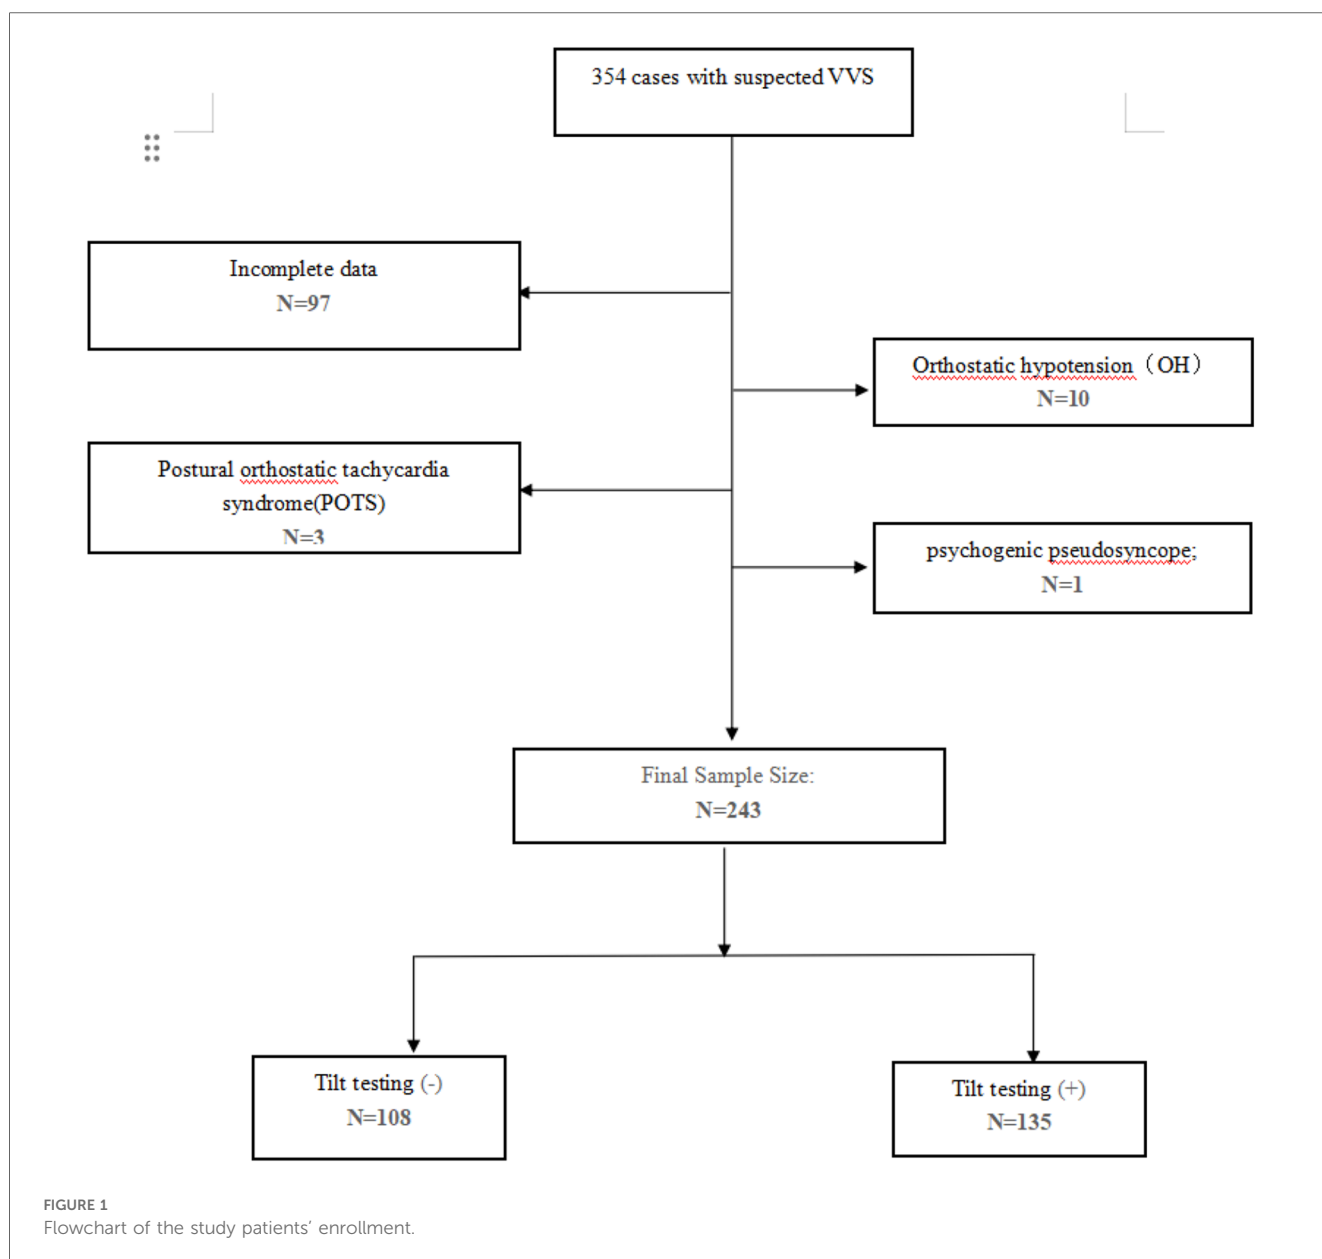 354 cases with suspected VVS
Incomplete data
N=97
Orthostatic hypotension（OH）
N=10
Postural orthostatic tachycardia
syndrome(POTS)
N=3
psychogenic pseudosyncope;
N=1
Final Sample Size:
N=243
Tilt testing (-)
N=108
Tilt testing (+)
N=135
FIGURE 1
Flowchart of the study patients’ enrollment.